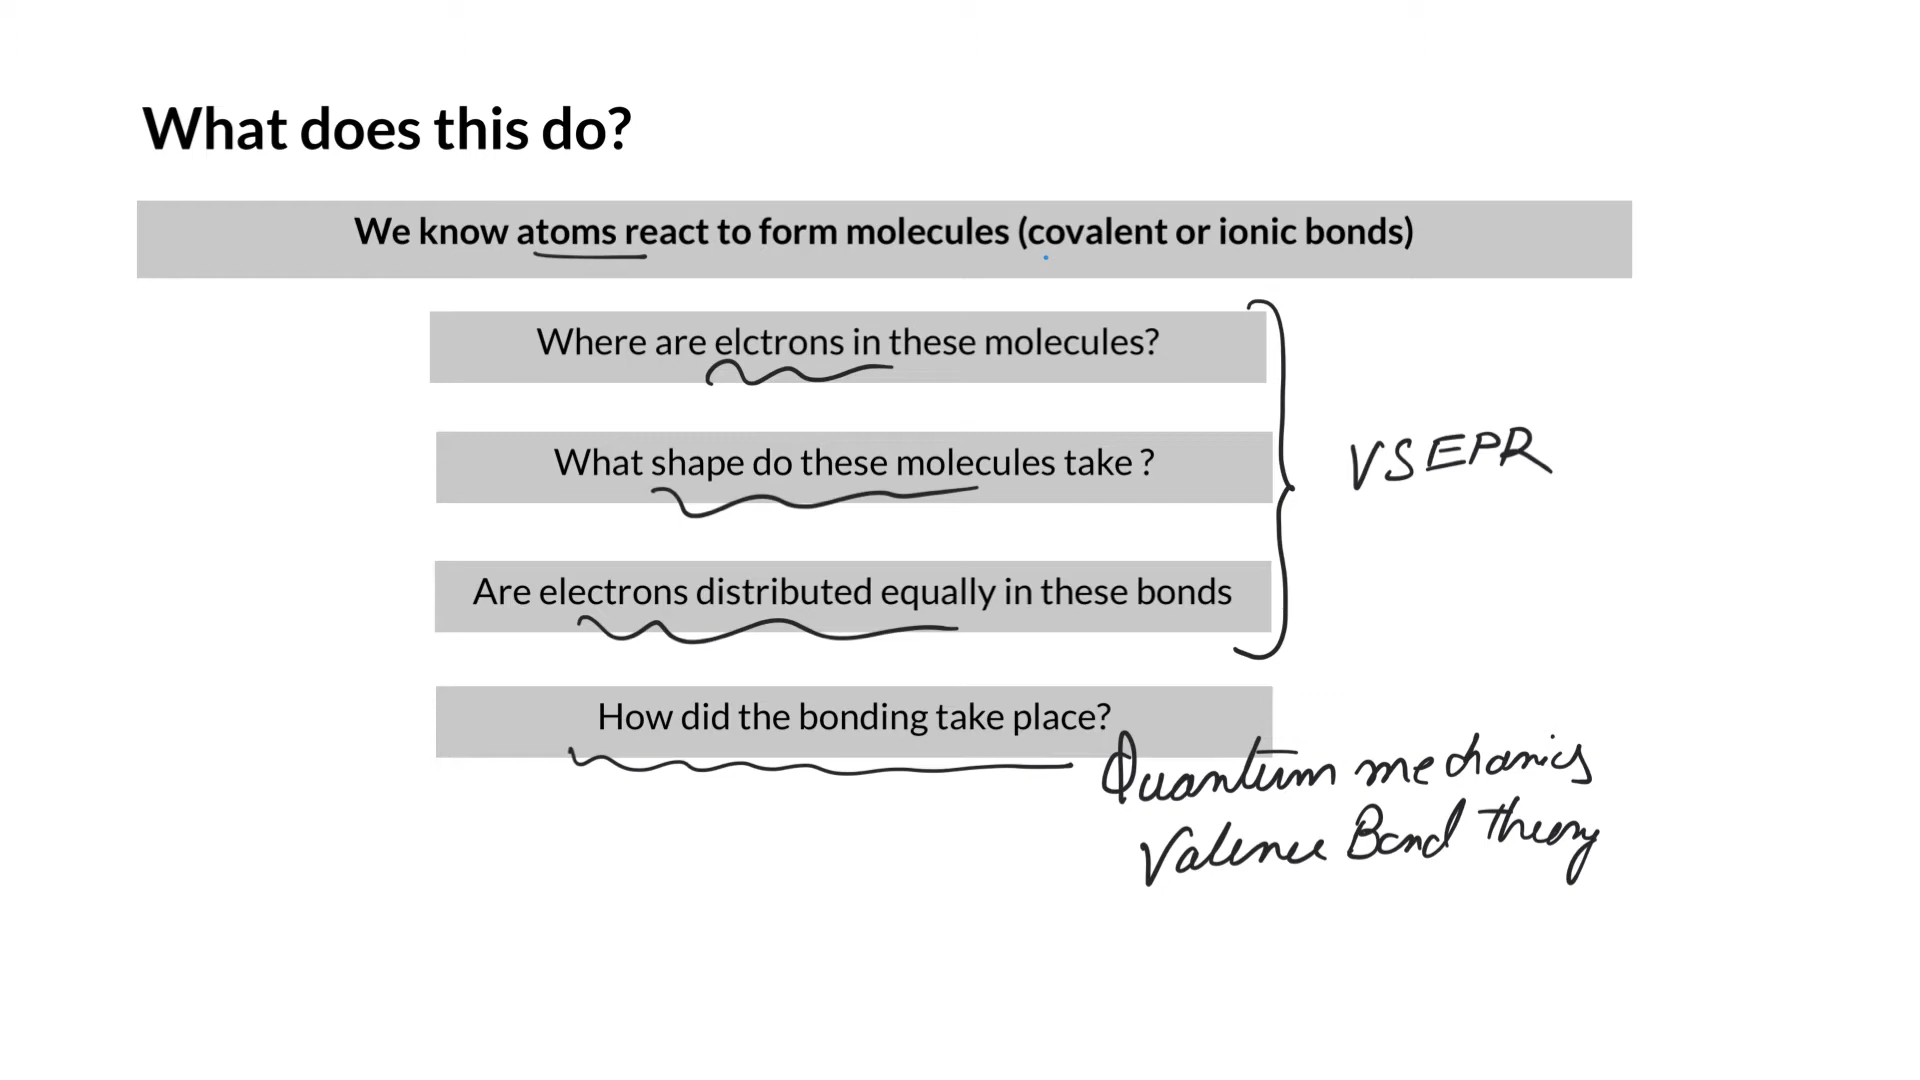 What does this do?
We know atoms react to form molecules (covalent or ionic bonds)
Where are elctrons in these molecules?
What shape do these molecules take ?
VSEPR
Are electrons distributed equally in these bonds
How did the bonding take place?
Quantum mechanics
Valence Bond Theory